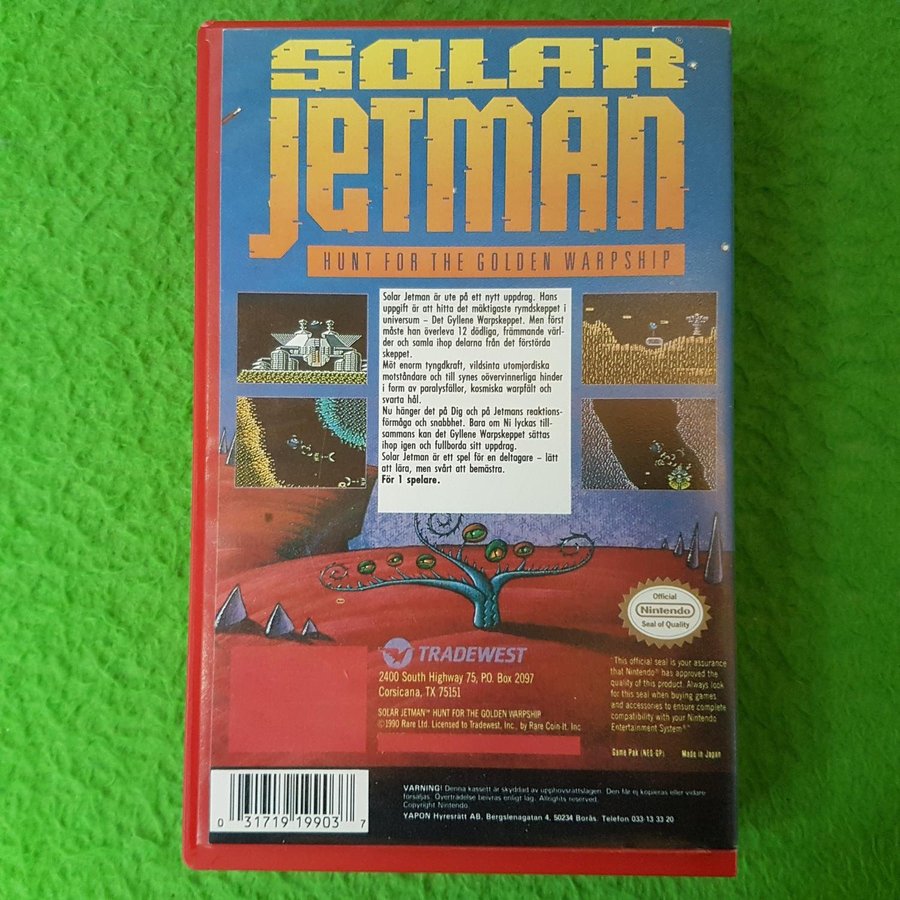 SOLAR®
JETMAN
HUNT FOR THE GOLDEN WARPSHIP
Solar Jetman är ute på ett nytt uppdrag. Hans
uppgift är att hitta det mäktigaste rymdskeppet i
universum – Det Gyllene Warpskeppet. Men först
måste han överleva 12 dödliga, främmande värl-
der och samla ihop delarna från det förstörda
skeppet.
Möt enorm tyngdkraft, vildsinta utomjordiska
motståndare och till synes oövervinnerliga hinder
i form av paralysfällor, kosmiska warpfält och
svarta hål.
Nu hänger det på Dig och på Jetmans reaktions-
förmåga och snabbhet. Bara om Ni lyckas till-
sammans kan det Gyllene Warpskeppet sättas
ihop igen och fullborda sitt uppdrag.
Solar Jetman är ett spel för en deltagare – lätt
att lära, men svårt att bemästra.
För 1 spelare.
Official
Nintendo
Seal of Quality
TRADEWEST
2400 South Highway 75, P.O. Box 2097
Corsicana, TX 75151
SOLAR JETMAN™ HUNT FOR THE GOLDEN WARPSHIP
©1990 Rare Ltd. Licensed to Tradewest, Inc., by Rare Coin-It, Inc.
This official seal is your assurance
that Nintendo® has approved the
quality of this product. Always look
for this seal when buying games
and accessories to ensure complete
compatibility with your Nintendo
Entertainment System®
Game Pak (NES-GP) Made in Japan
0 31719 19903 7
VARNING! Denna kassett är skyddad av upphovsrättslagen. Den får ej kopieras eller vidare
försäljas. Överträdelse beivras enligt lag. Allrights reserved.
Copyright Nintendo.
YAPON Hyresrätt AB, Bergslenagatan 4, 50234 Borås. Telefon 033-13 33 20